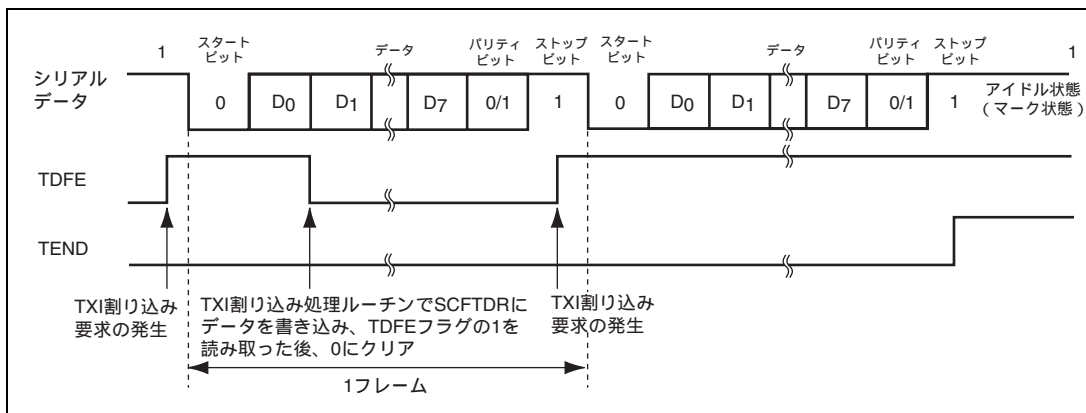 1 スタート
ビット データ パリティ
ビット ストップ
ビット スタート
ビット データ パリティ
ビット ストップ
ビット 1
シリアル
データ
0 D0 D1 D7 0/1 1 0 D0 D1 D7 0/1 1 アイドル状態
(マーク状態)
TDFE
TEND
TXI割り込み
要求の発生
TXI割り込み処理ルーチンでSCFTDRに
データを書き込み、TDFEフラグの1を
読み取った後、0にクリア
TXI割り込み
要求の発生
1フレーム